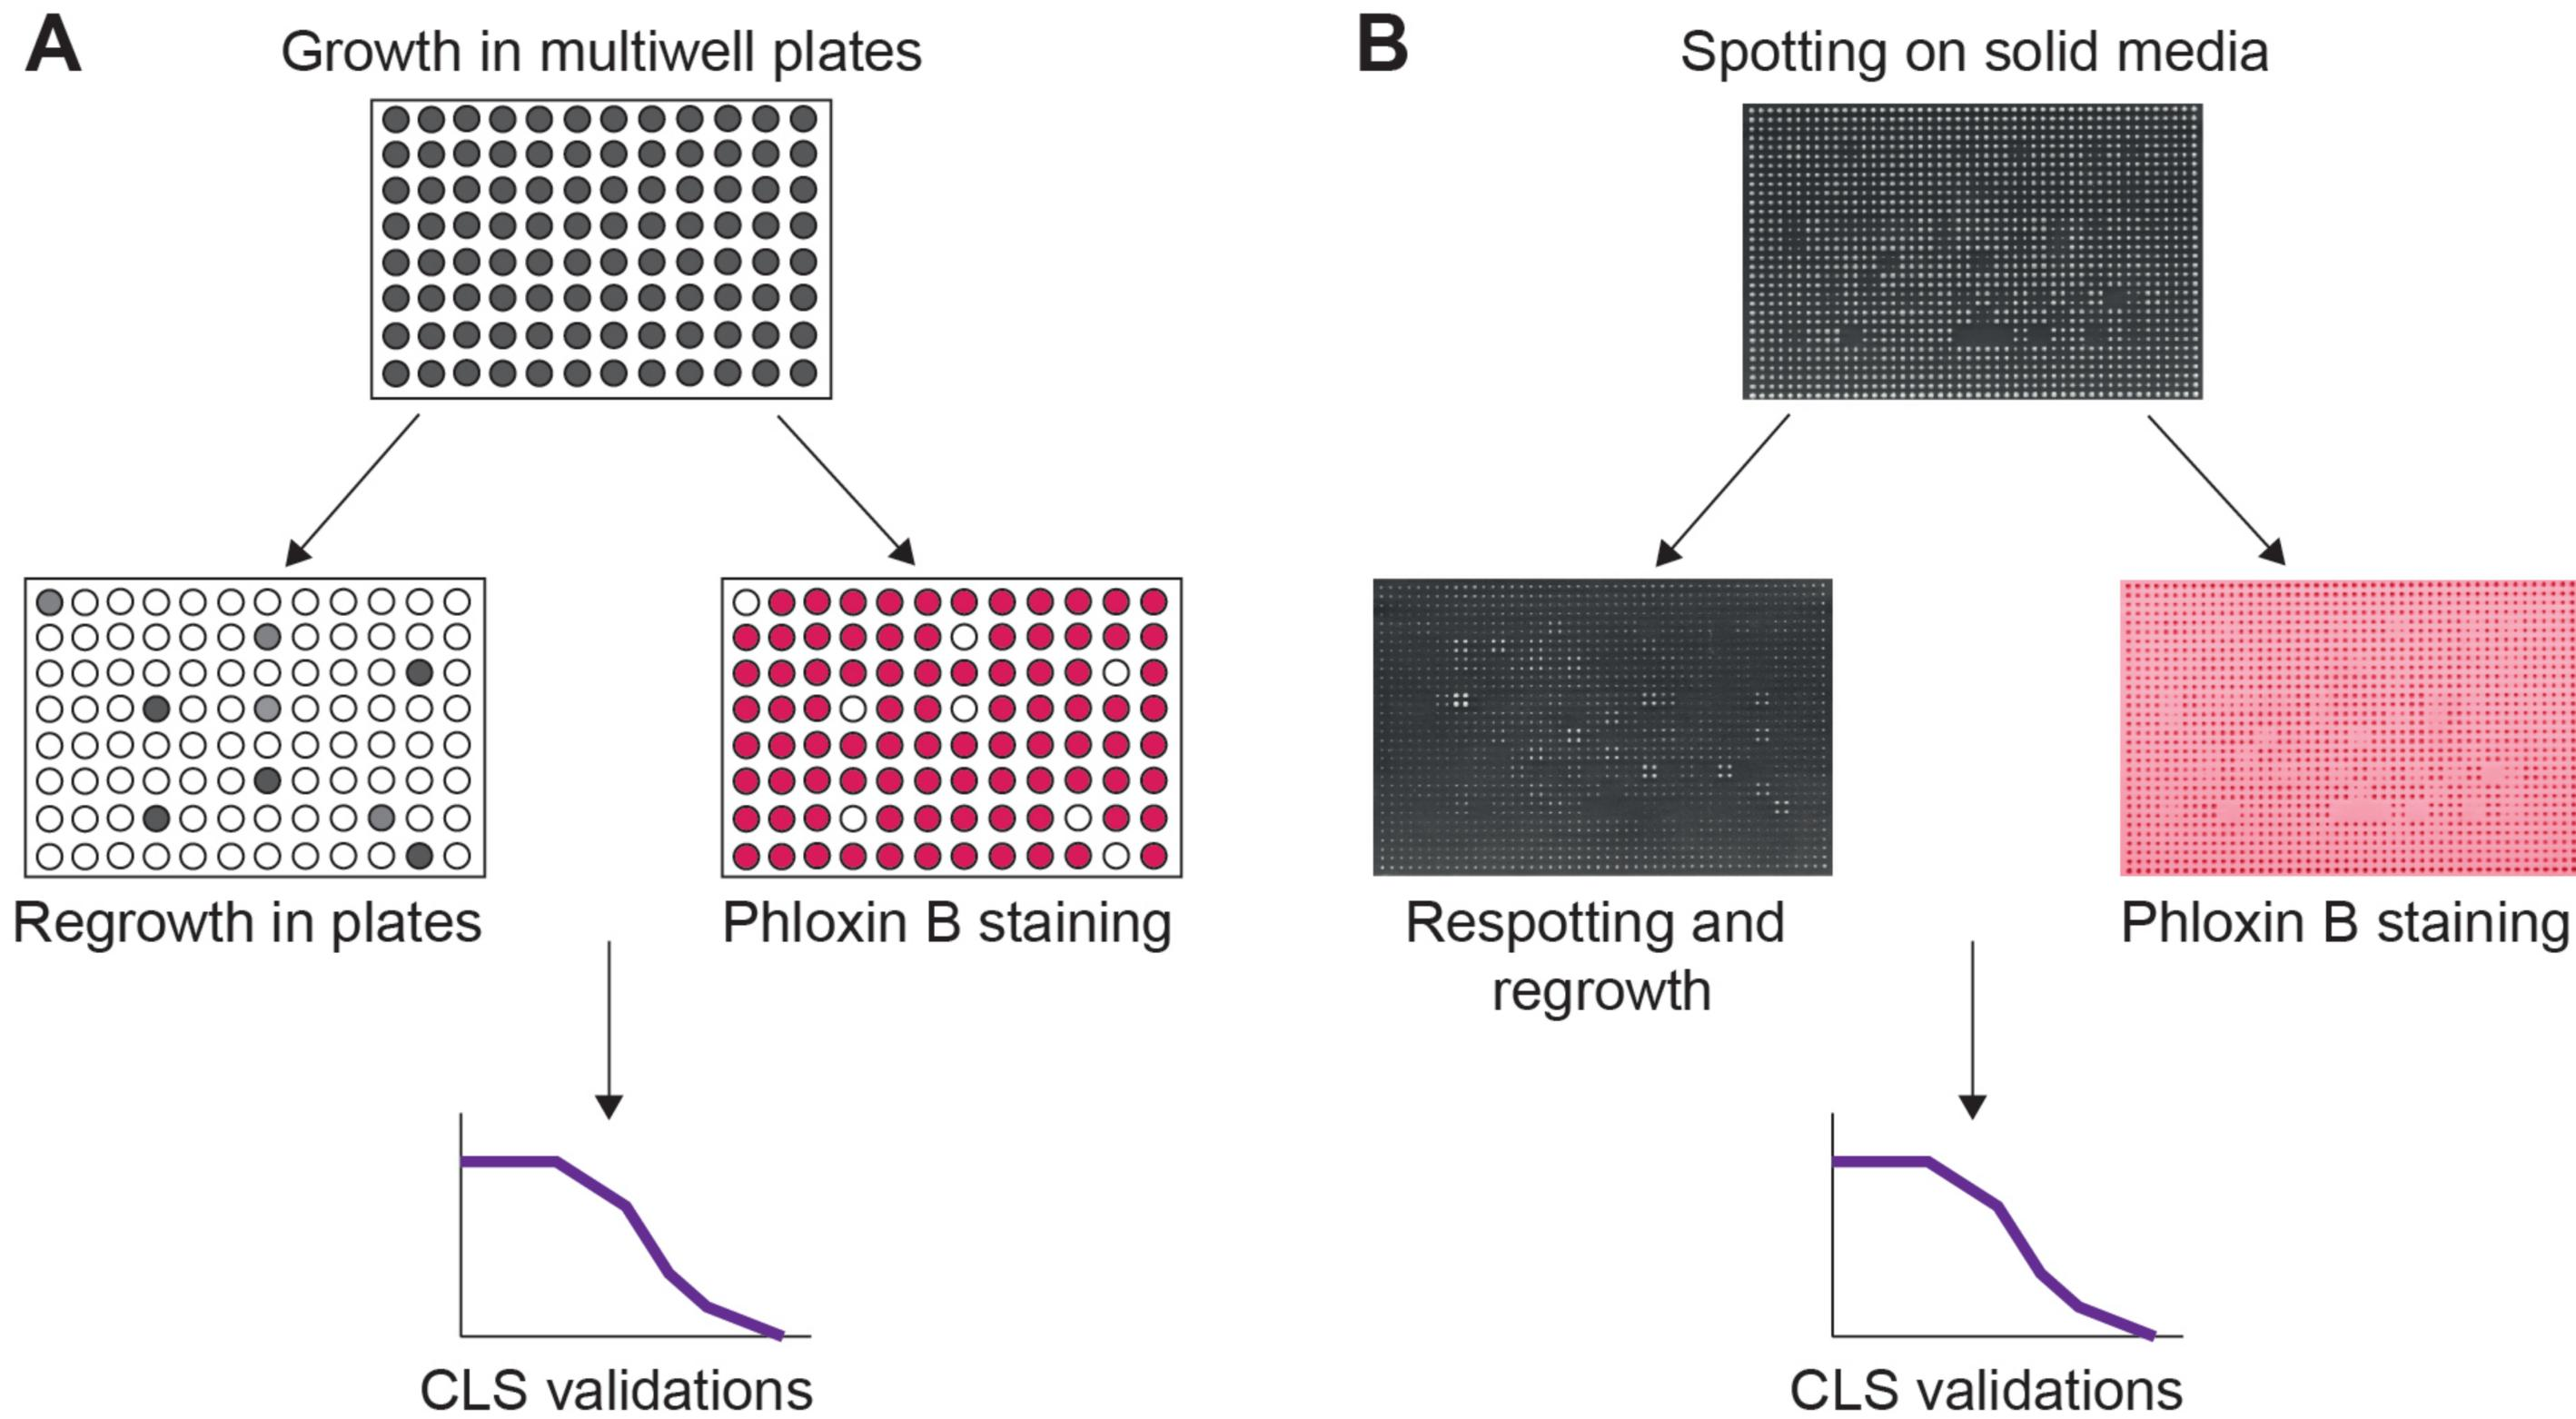 A
Growth in multiwell plates
Regrowth in plates
Phloxin B staining
CLS validations
B
Spotting on solid media
Respotting and
regrowth
Phloxin B staining
CLS validations